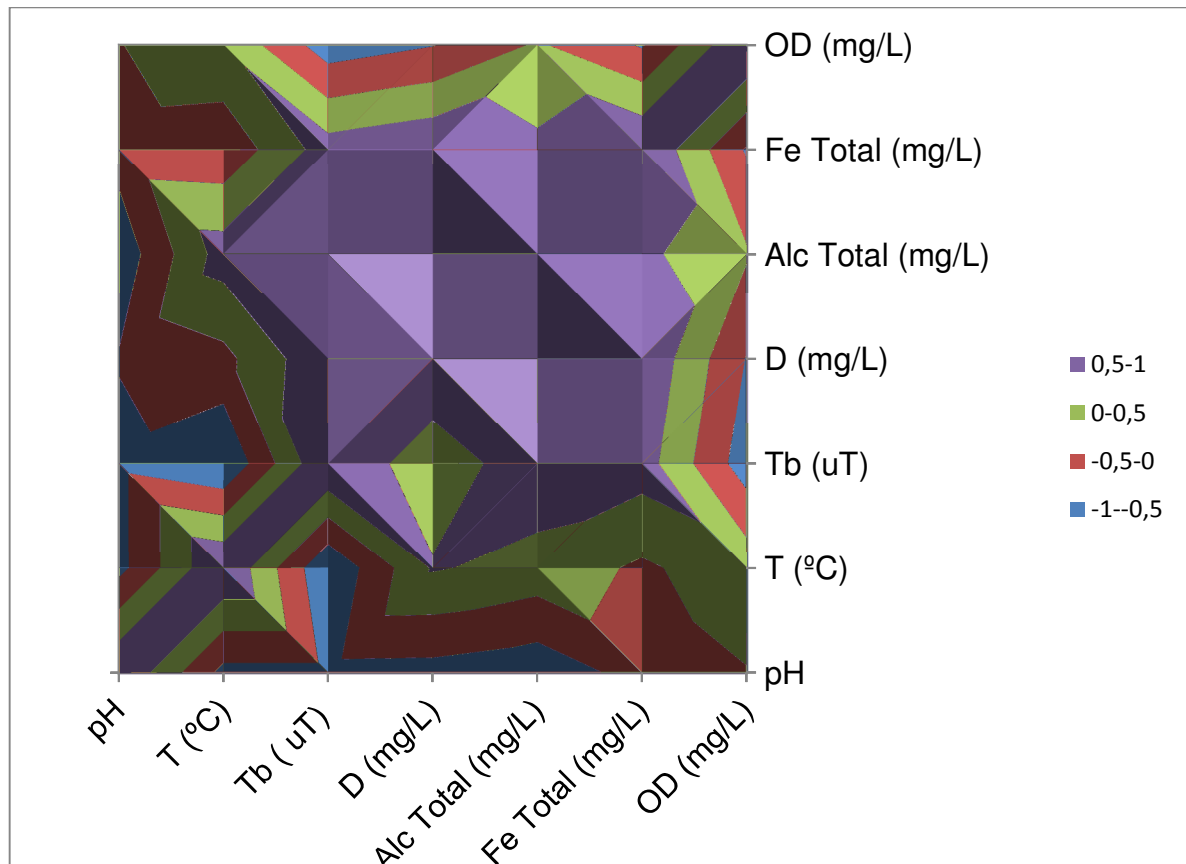 OD (mg/L)
Fe Total (mg/L)
Alc Total (mg/L)
D (mg/L)
Tb (uT)
T (ºC)
pH
0,5-1
0-0,5
-0,5-0
-1--0,5
pH
T (ºC)
Tb ( uT)
D (mg/L)
Alc Total (mg/L)
Fe Total (mg/L)
OD (mg/L)